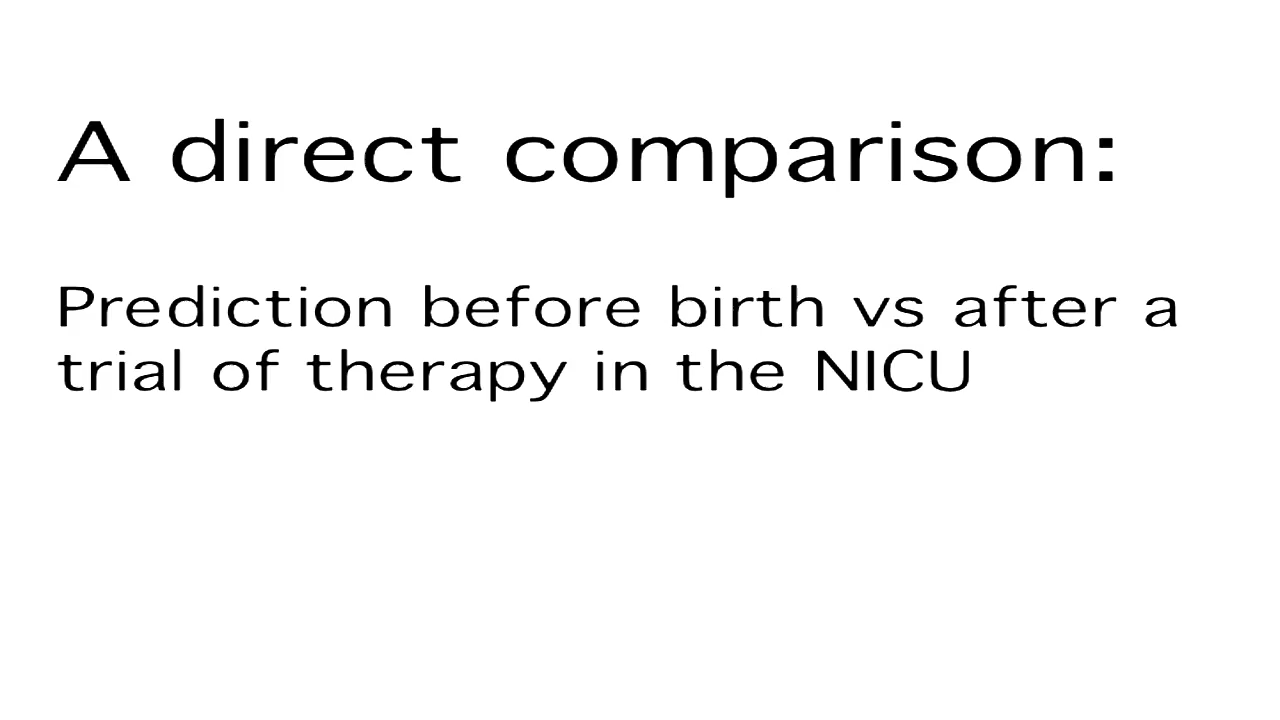 A direct comparison:
Prediction before birth vs after a
trial of therapy in the NICU